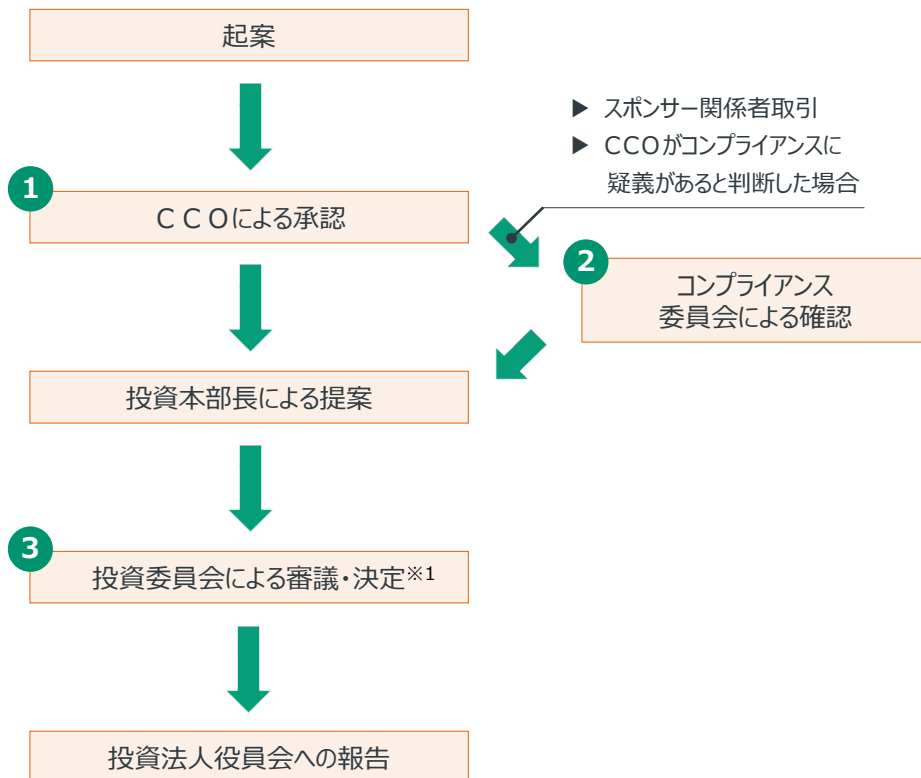 起案
▶ スポンサー関係者取引
▶ CCOがコンプライアンスに
疑義があると判断した場合
1
CCOによる承認
2
コンプライアンス
委員会による確認
投資本部長による提案
3
投資委員会による審議・決定※1
投資法人役員会への報告